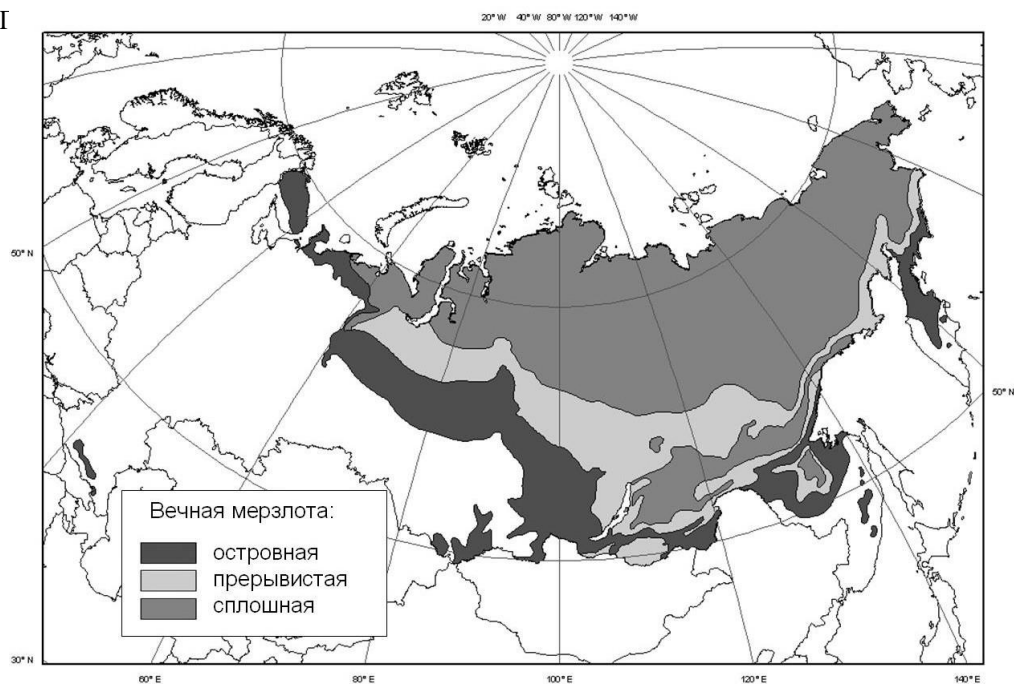 I
20° W 40° W 80° W 120° W 140° W
50° N
50° N
Вечная мерзлота:
островная
прерывистая
сплошная
30° N
60° E 80° E 100° E 120° E 140° E